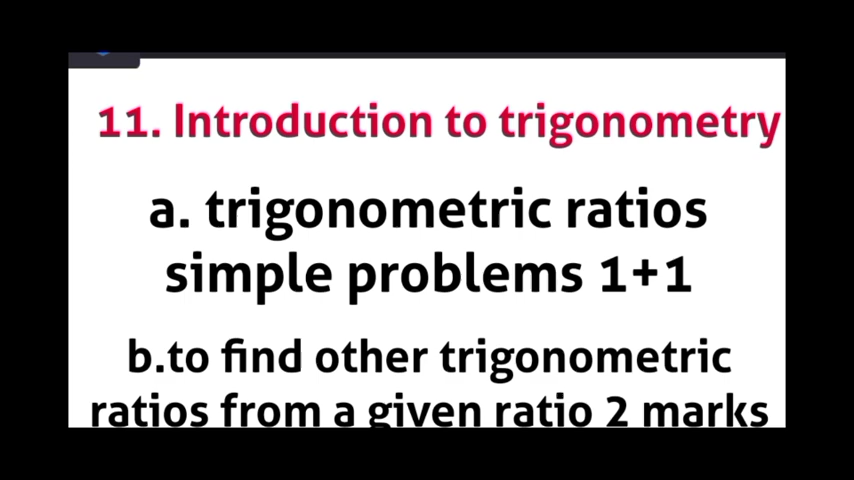 11. Introduction to trigonometry
a. trigonometric ratios
simple problems 1+1
b.to find other trigonometric
ratios from a given ratio 2 marks